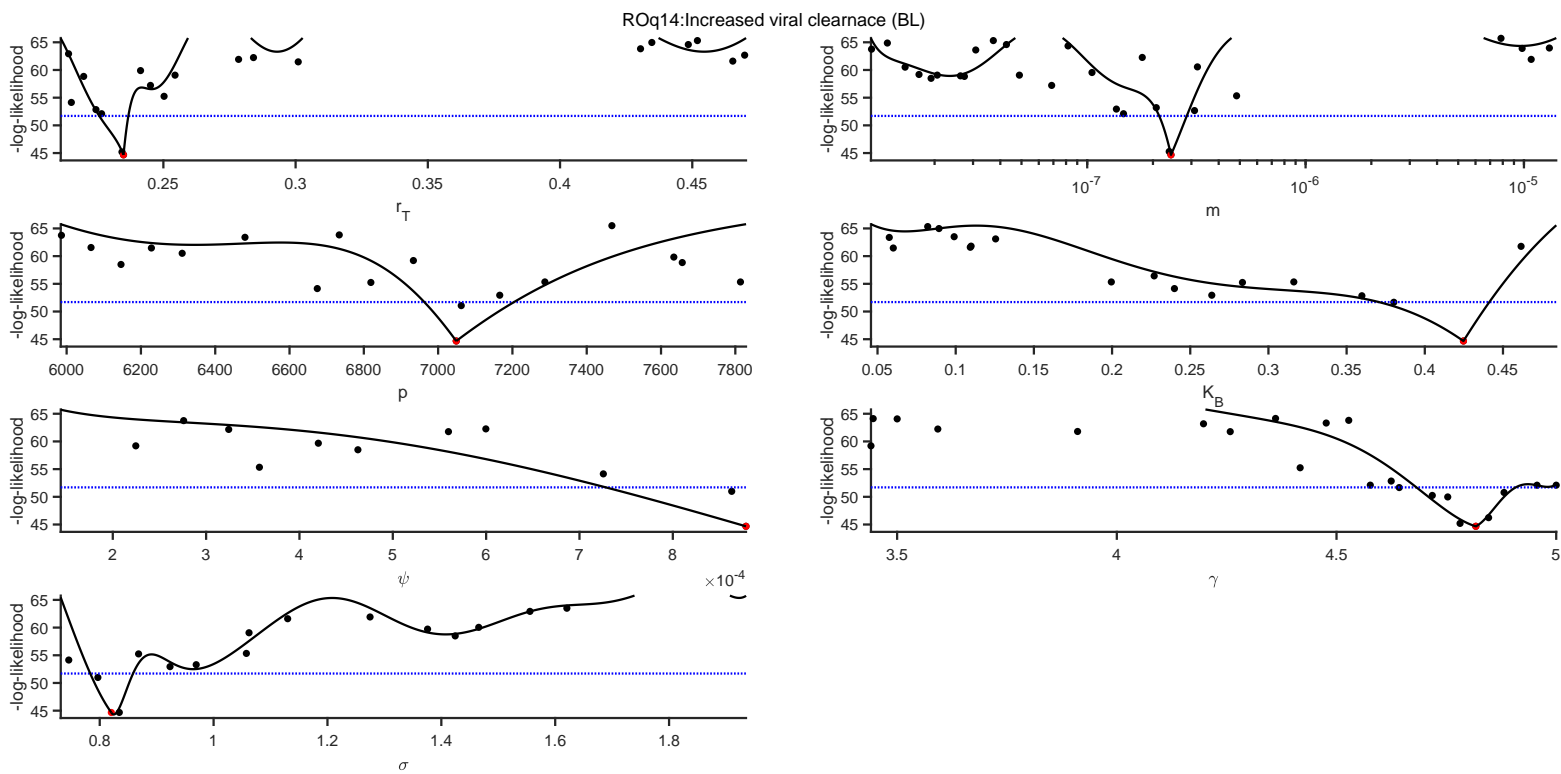 ROq14:Increased viral clearnace (BL)
-log-likelihood
65
60
55
50
45
0.25 0.3 0.35 0.4 0.45
r_T
-log-likelihood
65
60
55
50
45
10^-7 10^-6 10^-5
m
-log-likelihood
65
60
55
50
45
6000 6200 6400 6600 6800 7000 7200 7400 7600 7800
p
-log-likelihood
65
60
55
50
45
0.05 0.1 0.15 0.2 0.25 0.3 0.35 0.4 0.45
K_B
-log-likelihood
65
60
55
50
45
2 3 4 5 6 7 8
ψ ×10^-4
-log-likelihood
65
60
55
50
45
3.5 4 4.5 5
γ
-log-likelihood
65
60
55
50
45
0.8 1 1.2 1.4 1.6 1.8
σ